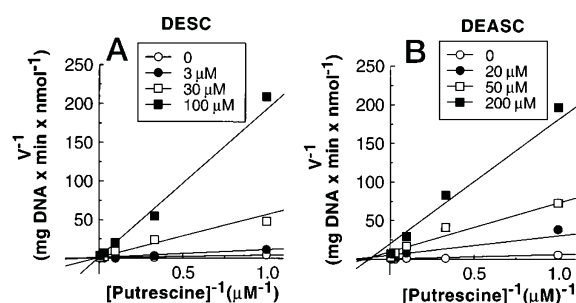 DESC
A
0
3 μM
30 μM
100 μM
V⁻¹
(mg DNA x min x nmol⁻¹)
250
200
150
100
50
0.5
1.0
[Putrescine]⁻¹(μM⁻¹)
DEASC
B
0
20 μM
50 μM
200 μM
V⁻¹
(mg DNA x min x nmol⁻¹)
250
200
150
100
50
0.5
1.0
[Putrescine]⁻¹(μM)⁻¹